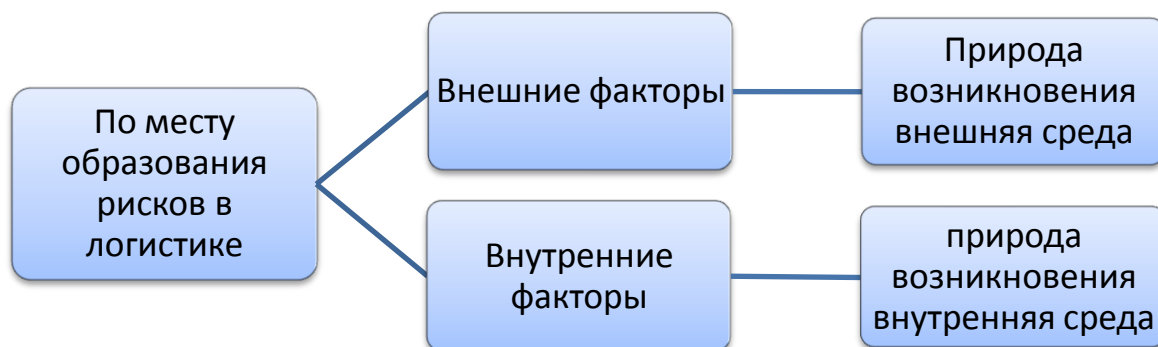 По месту
образования
рисков в
логистике
Внешние факторы
Природа
возникновения
внешняя среда
Внутренние
факторы
природа
возникновения
внутренняя среда